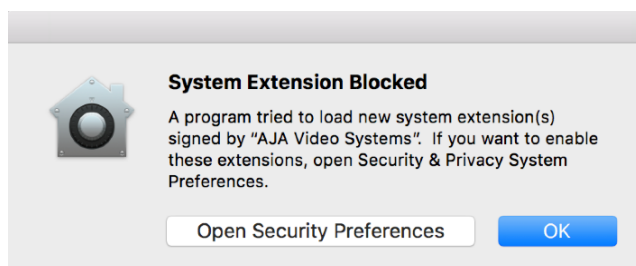 System Extension Blocked
A program tried to load new system extension(s)
signed by “AJA Video Systems”.  If you want to enable
these extensions, open Security & Privacy System
Preferences.
Open Security Preferences
OK